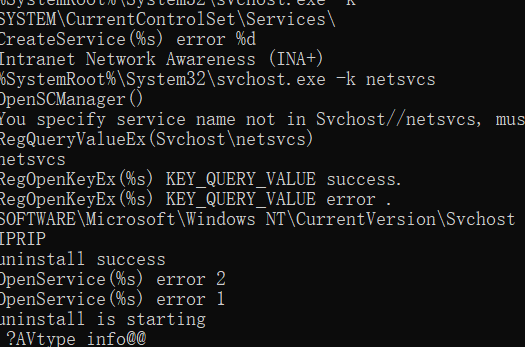 %SystemRoot%\System32\svchost.exe -k
SYSTEM\CurrentControlSet\Services\
CreateService(%s) error %d
Intranet Network Awareness (INA+)
%SystemRoot%\System32\svchost.exe -k netsvcs
OpenSCManager()
You specify service name not in Svchost//netsvcs, mus
RegQueryValueEx(Svchost\netsvcs)
netsvcs
RegOpenKeyEx(%s) KEY_QUERY_VALUE success.
RegOpenKeyEx(%s) KEY_QUERY_VALUE error .
SOFTWARE\Microsoft\Windows NT\CurrentVersion\Svchost
IPRIP
uninstall success
OpenService(%s) error 2
OpenService(%s) error 1
uninstall is starting
?AVtype_info@@